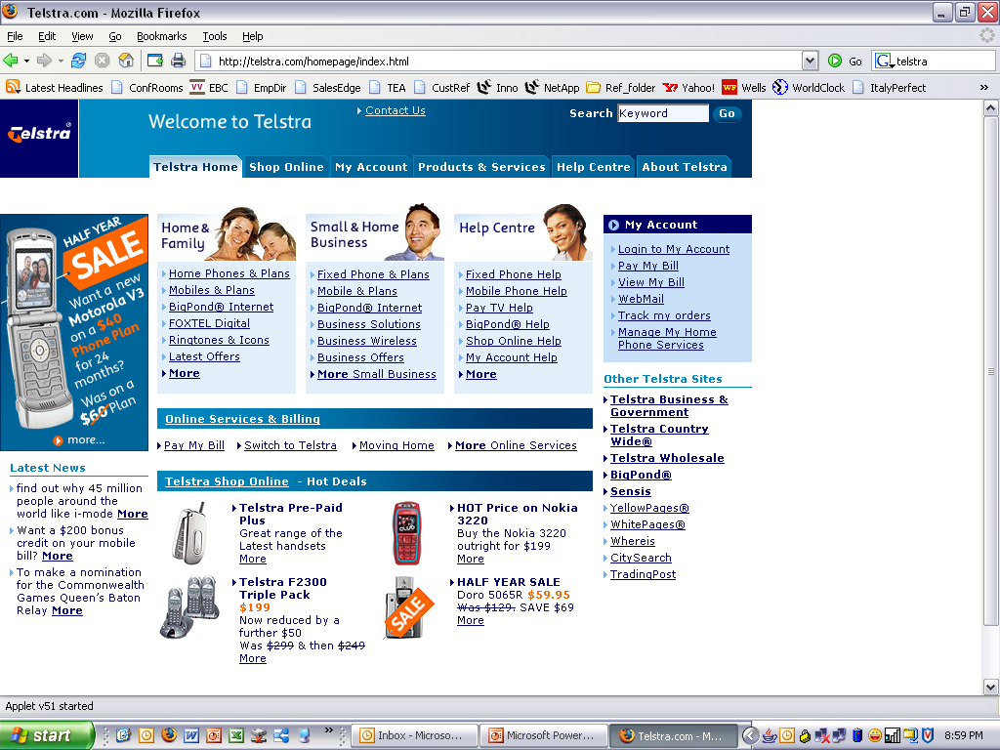 Telstra.com - Mozilla Firefox
File Edit View Go Bookmarks Tools Help
http://telstra.com/homepage/index.html Go telstra
Latest Headlines ConfRooms EBC EmpDir SalesEdge TEA CustRef Inno NetApp Ref_folder Yahoo! Wells WorldClock ItalyPerfect »
Telstra®
Welcome to Telstra
Contact Us
Search Keyword Go
Telstra Home Shop Online My Account Products & Services Help Centre About Telstra
HALF YEAR
SALE
Want a new
Motorola V3
on a $40
Phone Plan
for 24
months?
Was on a
$60 Plan
more...
Latest News
find out why 45 million
people around the
world like i-mode More
Want a $200 bonus
credit on your mobile
bill? More
To make a nomination
for the Commonwealth
Games Queen's Baton
Relay More
Home &
Family
Home Phones & Plans
Mobiles & Plans
BigPond® Internet
FOXTEL Digital
Ringtones & Icons
Latest Offers
More
Small & Home
Business
Fixed Phone & Plans
Mobile & Plans
BigPond® Internet
Business Solutions
Business Wireless
Business Offers
More Small Business
Help Centre
Fixed Phone Help
Mobile Phone Help
Pay TV Help
BigPond® Help
Shop Online Help
My Account Help
More
Online Services & Billing
Pay My Bill Switch to Telstra Moving Home More Online Services
Telstra Shop Online - Hot Deals
Telstra Pre-Paid
Plus
Great range of the
Latest handsets
More
HOT Price on Nokia
3220
Buy the Nokia 3220
outright for $199
More
Telstra F2300
Triple Pack
$199
Now reduced by a
further $50
Was $299 & then $249
More
SALE
HALF YEAR SALE
Doro 5065R $59.95
Was $129. SAVE $69
More
My Account
Login to My Account
Pay My Bill
View My Bill
WebMail
Track my orders
Manage My Home
Phone Services
Other Telstra Sites
Telstra Business &
Government
Telstra Country
Wide®
Telstra Wholesale
BigPond®
Sensis
YellowPages®
WhitePages®
Whereis
CitySearch
TradingPost
Applet v51 started
start » Inbox - Microso... Microsoft Power... Telstra.com - M... 8:59 PM